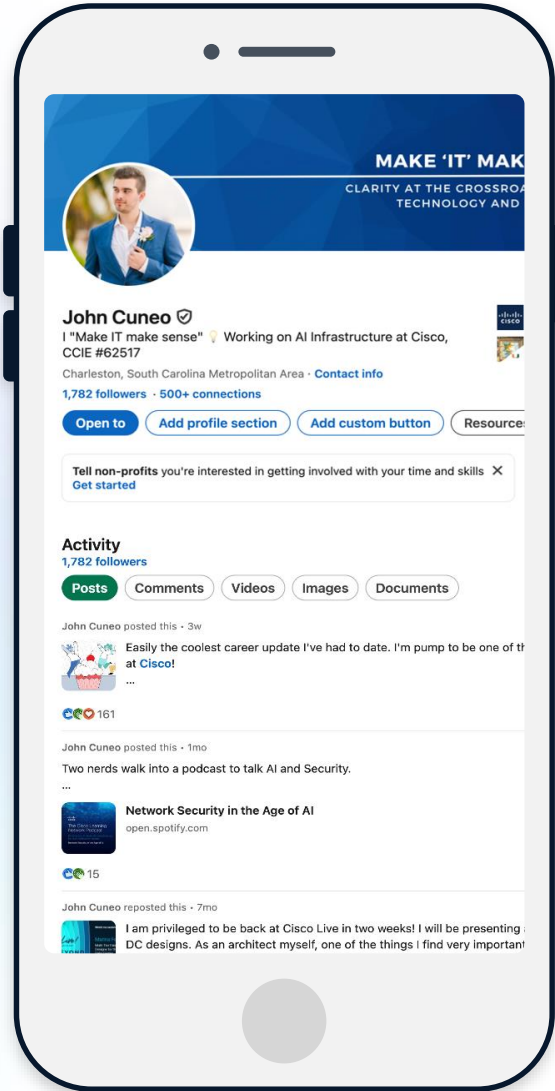 MAKE 'IT' MAK
CLARITY AT THE CROSSROA
TECHNOLOGY AND
John Cuneo
CISCO
I "Make IT make sense" 💡 Working on AI Infrastructure at Cisco,
CCIE #62517
Charleston, South Carolina Metropolitan Area · Contact info
1,782 followers · 500+ connections
Open to
Add profile section
Add custom button
Resources
Tell non-profits you're interested in getting involved with your time and skills
Get started
Activity
1,782 followers
Posts
Comments
Videos
Images
Documents
John Cuneo posted this • 3w
Easily the coolest career update I've had to date. I'm pump to be one of th
at Cisco!
...
161
John Cuneo posted this • 1mo
Two nerds walk into a podcast to talk AI and Security.
...
Network Security in the Age of AI
open.spotify.com
15
John Cuneo reposted this • 7mo
I am privileged to be back at Cisco Live in two weeks! I will be presenting
DC designs. As an architect myself, one of the things I find very important